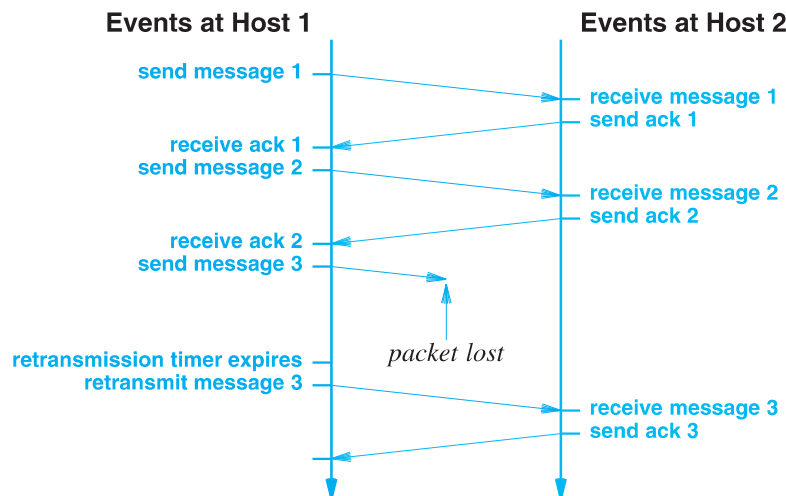 Events at Host 1
Events at Host 2
send message 1
receive message 1
send ack 1
receive ack 1
send message 2
receive message 2
send ack 2
receive ack 2
send message 3
packet lost
retransmission timer expires
retransmit message 3
receive message 3
send ack 3